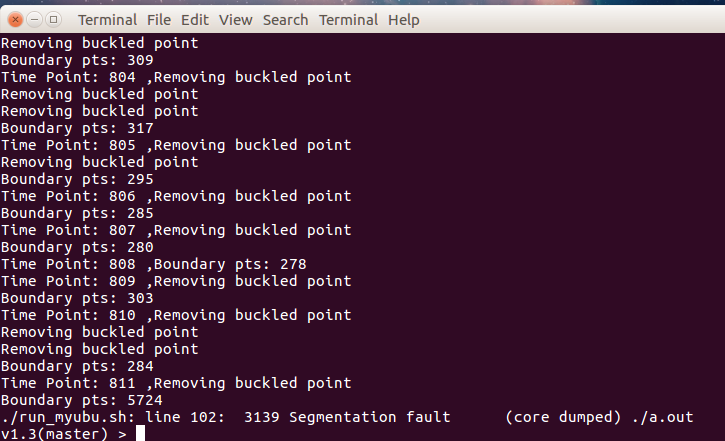 Terminal File Edit View Search Terminal Help
Removing buckled point
Boundary pts: 309
Time Point: 804 ,Removing buckled point
Removing buckled point
Removing buckled point
Boundary pts: 317
Time Point: 805 ,Removing buckled point
Removing buckled point
Boundary pts: 295
Time Point: 806 ,Removing buckled point
Boundary pts: 285
Time Point: 807 ,Removing buckled point
Boundary pts: 280
Time Point: 808 ,Boundary pts: 278
Time Point: 809 ,Removing buckled point
Boundary pts: 303
Time Point: 810 ,Removing buckled point
Removing buckled point
Removing buckled point
Boundary pts: 284
Time Point: 811 ,Removing buckled point
Boundary pts: 5724
./run_myubu.sh: line 102:  3139 Segmentation fault      (core dumped) ./a.out
v1.3(master) >